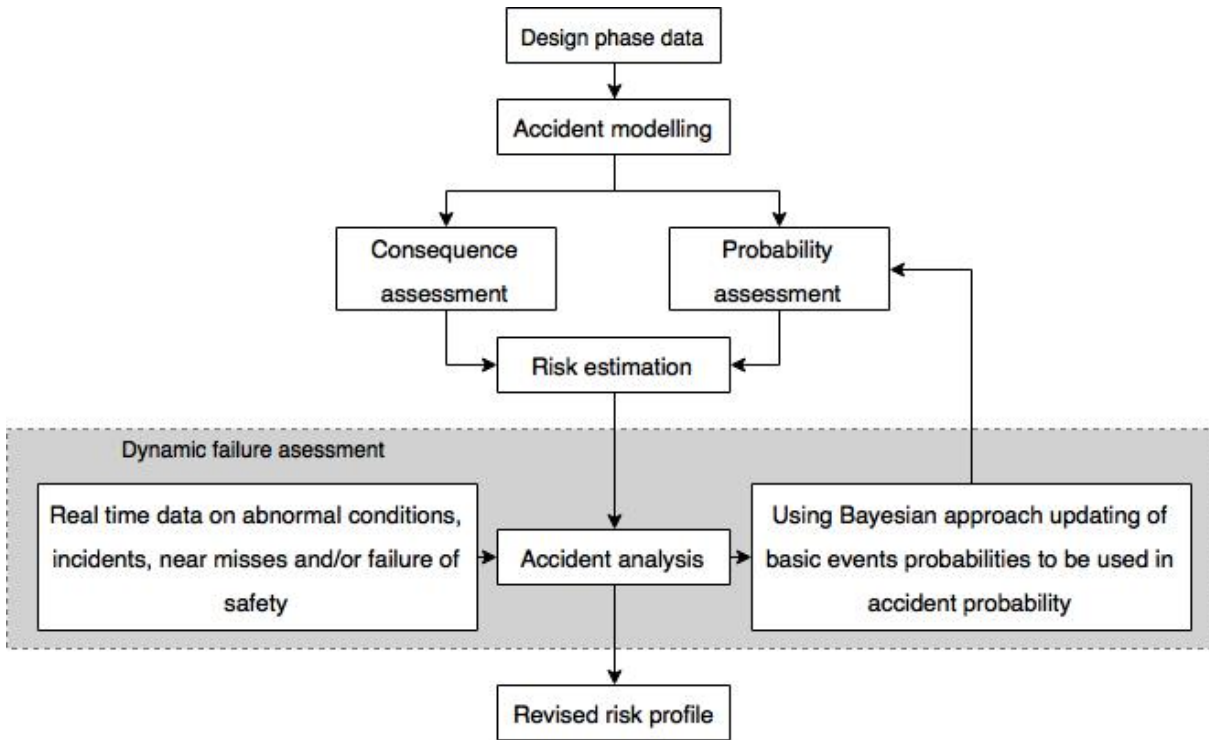 Design phase data
Accident modelling
Consequence
assessment
Probability
assessment
Risk estimation
Dynamic failure asessment
Real time data on abnormal conditions,
incidents, near misses and/or failure of
safety
Accident analysis
Using Bayesian approach updating of
basic events probabilities to be used in
accident probability
Revised risk profile